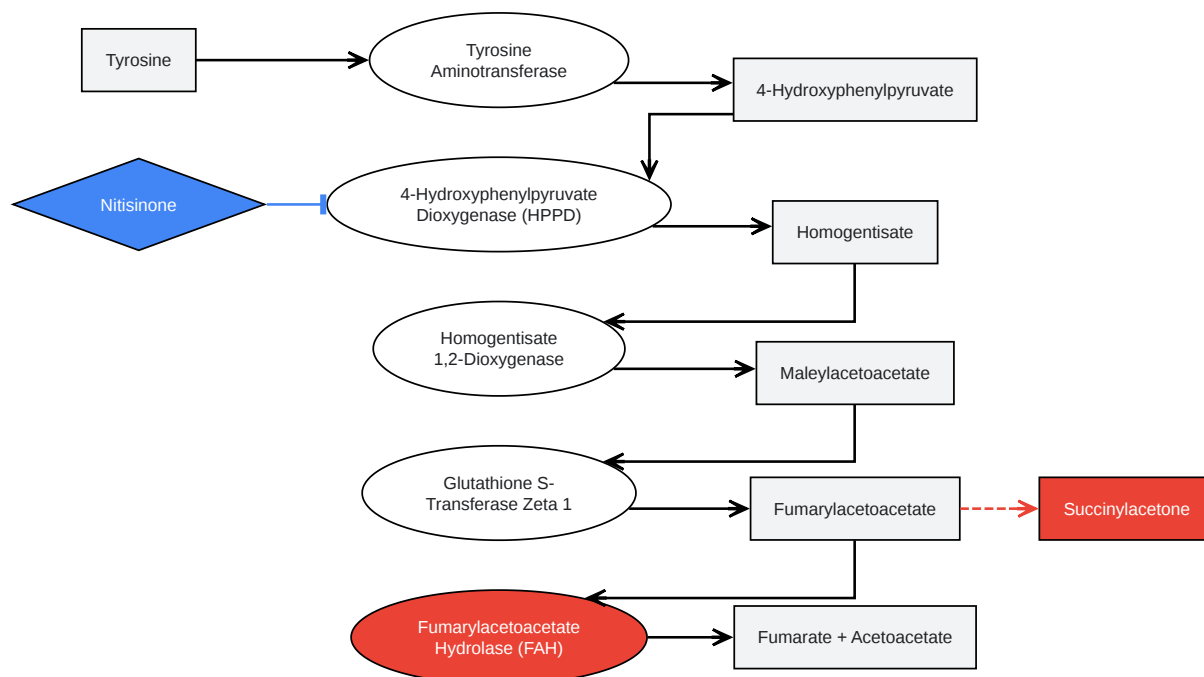 Tyrosine
Tyrosine
Aminotransferase
4-Hydroxyphenylpyruvate
Nitisinone
4-Hydroxyphenylpyruvate
Dioxygenase (HPPD)
Homogentisate
Homogentisate
1,2-Dioxygenase
Maleylacetoacetate
Glutathione S-
Transferase Zeta 1
Fumarylacetoacetate
Succinylacetone
Fumarylacetoacetate
Hydrolase (FAH)
Fumarate + Acetoacetate